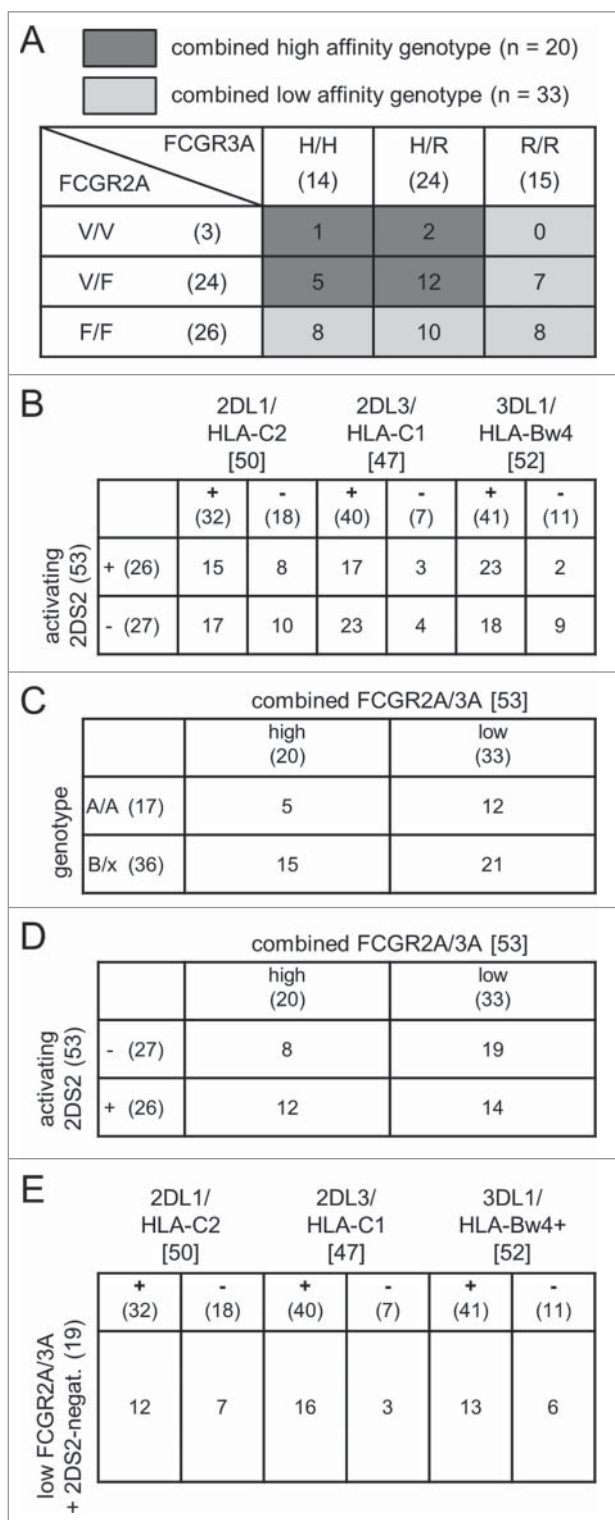 A
combined high affinity genotype (n = 20)
combined low affinity genotype (n = 33)
FCGR3A H/H H/R R/R
FCGR2A (14) (24) (15)
V/V (3) 1 2 0
V/F (24) 5 12 7
F/F (26) 8 10 8
B
2DL1/ 2DL3/ 3DL1/
HLA-C2 HLA-C1 HLA-Bw4
[50] [47] [52]
+ - + - + -
(32) (18) (40) (7) (41) (11)
activating
2DS2 (53)
+ (26) 15 8 17 3 23 2
- (27) 17 10 23 4 18 9
C
combined FCGR2A/3A [53]
high low
(20) (33)
genotype
A/A (17) 5 12
B/x (36) 15 21
D
combined FCGR2A/3A [53]
high low
(20) (33)
activating
2DS2 (53)
- (27) 8 19
+ (26) 12 14
E
2DL1/ 2DL3/ 3DL1/
HLA-C2 HLA-C1 HLA-Bw4+
[50] [47] [52]
+ - + - + -
(32) (18) (40) (7) (41) (11)
low FCGR2A/3A
+ 2DS2-negat. (19)
12 7 16 3 13 6